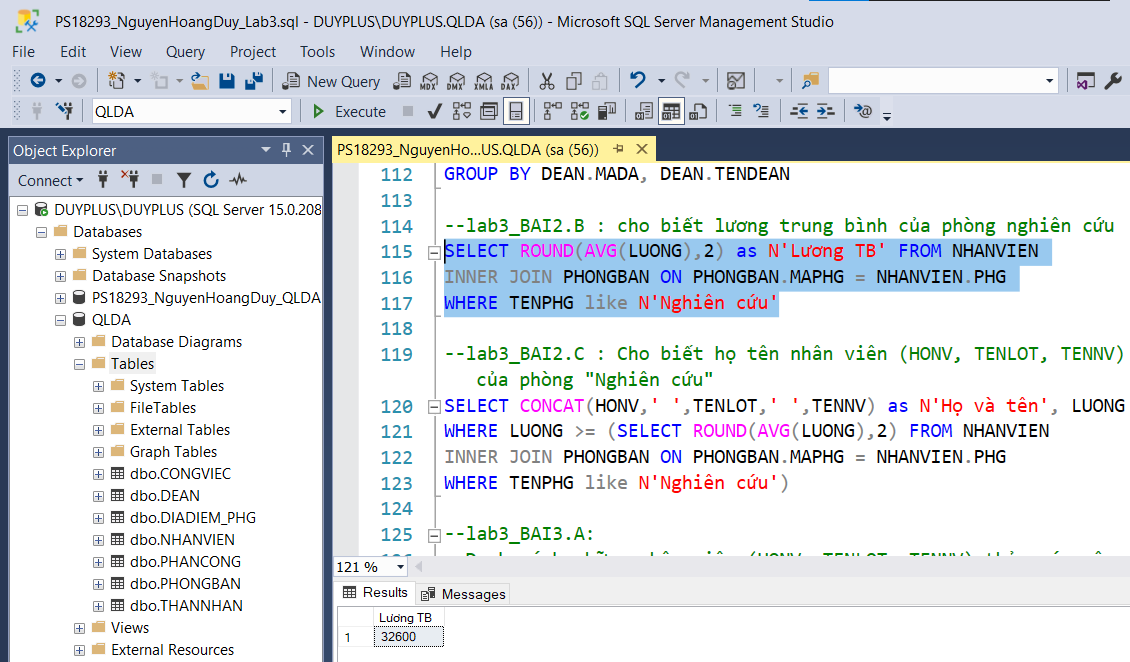 PS18293_NguyenHoangDuy_Lab3.sql - DUYPLUS\DUYPLUS.QLDA (sa (56)) - Microsoft SQL Server Management Studio
File Edit View Query Project Tools Window Help
New Query MDX DMX XMLA DAX
QLDA Execute
Object Explorer
Connect
DUYPLUS\DUYPLUS (SQL Server 15.0.208
Databases
System Databases
Database Snapshots
PS18293_NguyenHoangDuy_QLDA
QLDA
Database Diagrams
Tables
System Tables
FileTables
External Tables
Graph Tables
dbo.CONGVIEC
dbo.DEAN
dbo.DIADIEM_PHG
dbo.NHANVIEN
dbo.PHANCONG
dbo.PHONGBAN
dbo.THANNHAN
Views
External Resources
PS18293_NguyenHo...US.QLDA (sa (56))
112 GROUP BY DEAN.MADA, DEAN.TENDEAN
113
114 --lab3_BAI2.B : cho biết lương trung bình của phòng nghiên cứu
115 SELECT ROUND(AVG(LUONG),2) as N'Lương TB' FROM NHANVIEN
116 INNER JOIN PHONGBAN ON PHONGBAN.MAPHG = NHANVIEN.PHG
117 WHERE TENPHG like N'Nghiên cứu'
118
119 --lab3_BAI2.C : Cho biết họ tên nhân viên (HONV, TENLOT, TENNV)
của phòng "Nghiên cứu"
120 SELECT CONCAT(HONV,' ',TENLOT,' ',TENNV) as N'Họ và tên', LUONG
121 WHERE LUONG >= (SELECT ROUND(AVG(LUONG),2) FROM NHANVIEN
122 INNER JOIN PHONGBAN ON PHONGBAN.MAPHG = NHANVIEN.PHG
123 WHERE TENPHG like N'Nghiên cứu')
124
125 --lab3_BAI3.A:
121 %
Results Messages
Lương TB
1 32600